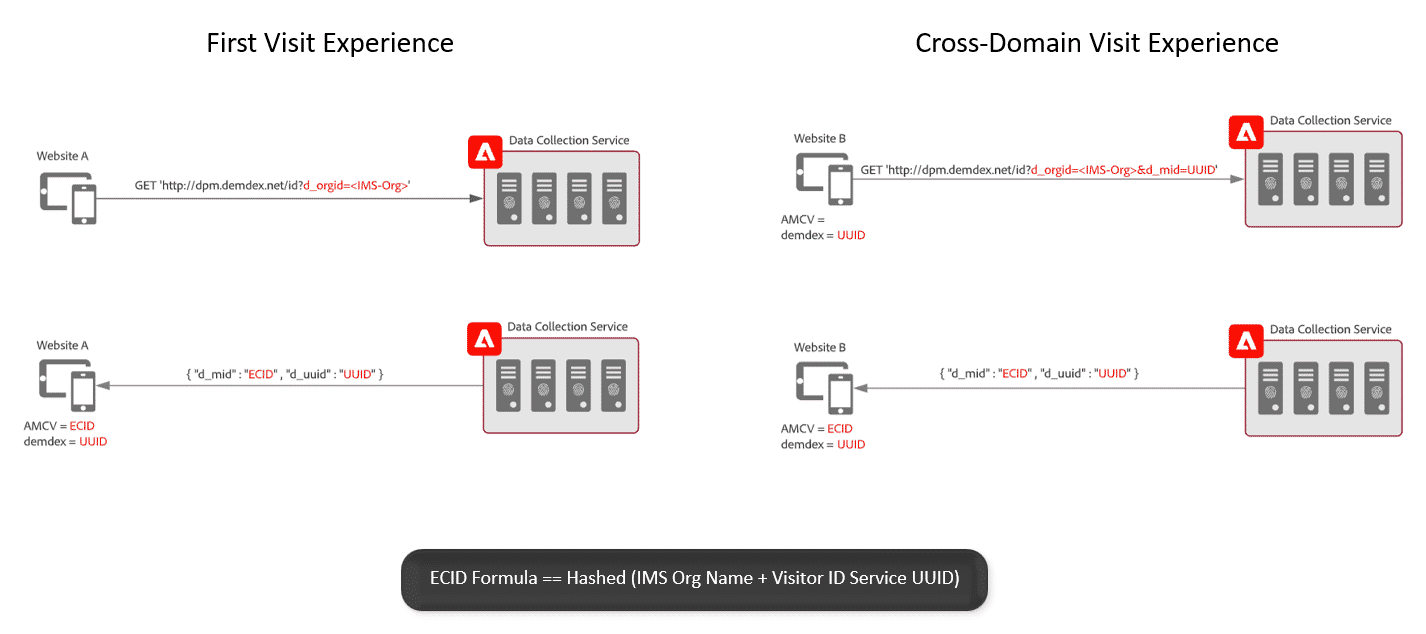 First Visit Experience
Website A
Data Collection Service
GET 'http://dpm.demdex.net/id?d_orgid=<IMS-Org>'
Website A
Data Collection Service
{ "d_mid" : "ECID" , "d_uuid" : "UUID" }
AMCV = ECID
demdex = UUID
Cross-Domain Visit Experience
Website B
Data Collection Service
GET 'http://dpm.demdex.net/id?d_orgid=<IMS-Org>&d_mid=UUID'
AMCV =
demdex = UUID
Website B
Data Collection Service
{ "d_mid" : "ECID" , "d_uuid" : "UUID" }
AMCV = ECID
demdex = UUID
ECID Formula == Hashed (IMS Org Name + Visitor ID Service UUID)